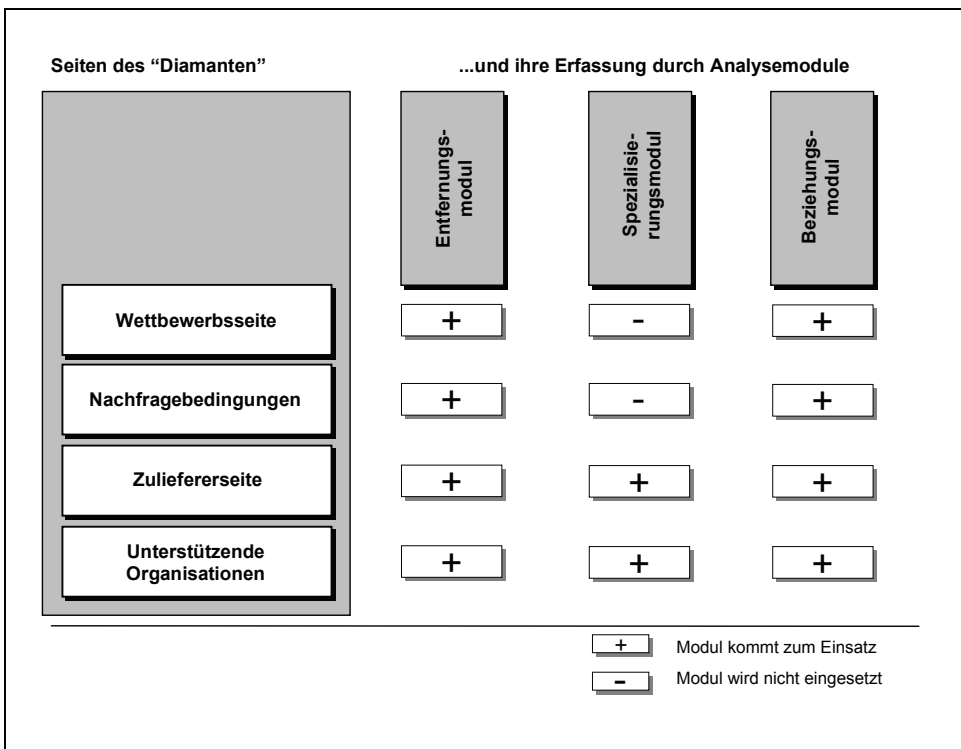 Seiten des “Diamanten”
...und ihre Erfassung durch Analysemodule
Entfernungs-
modul
Spezialisie-
rungsmodul
Beziehungs-
modul
Wettbewerbsseite
+
-
+
Nachfragebedingungen
+
-
+
Zuliefererseite
+
+
+
Unterstützende
Organisationen
+
+
+
+ Modul kommt zum Einsatz
- Modul wird nicht eingesetzt